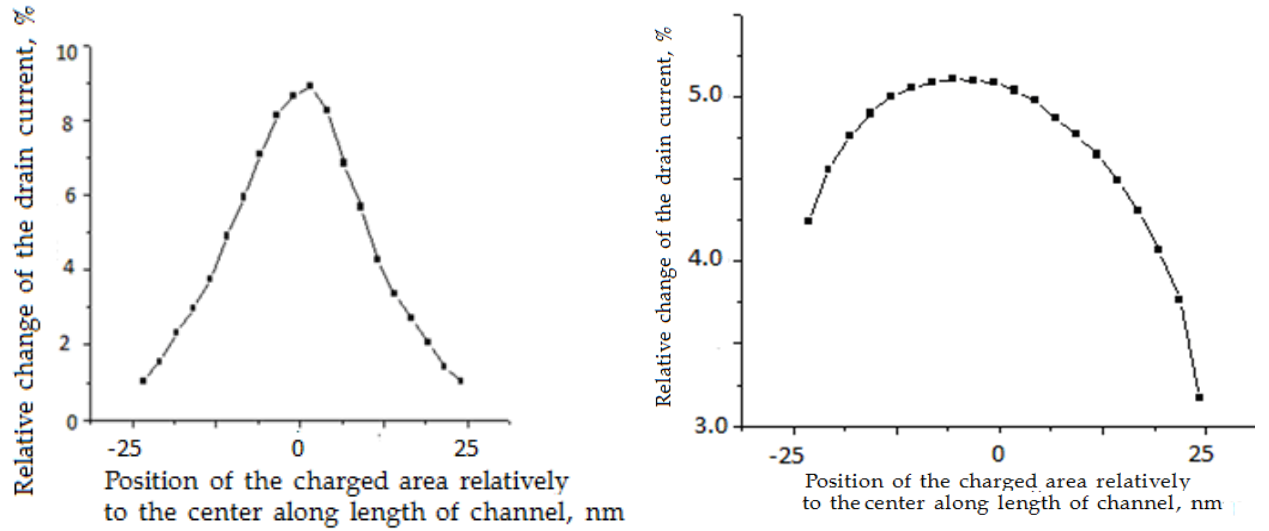 Relative change of the drain current, %
10
8
6
4
2
0
-25 0 25
Position of the charged area relatively
to the center along length of channel, nm
Relative change of the drain current, %
5.0
4.0
3.0
-25 0 25
Position of the charged area relatively
to the center along length of channel, nm